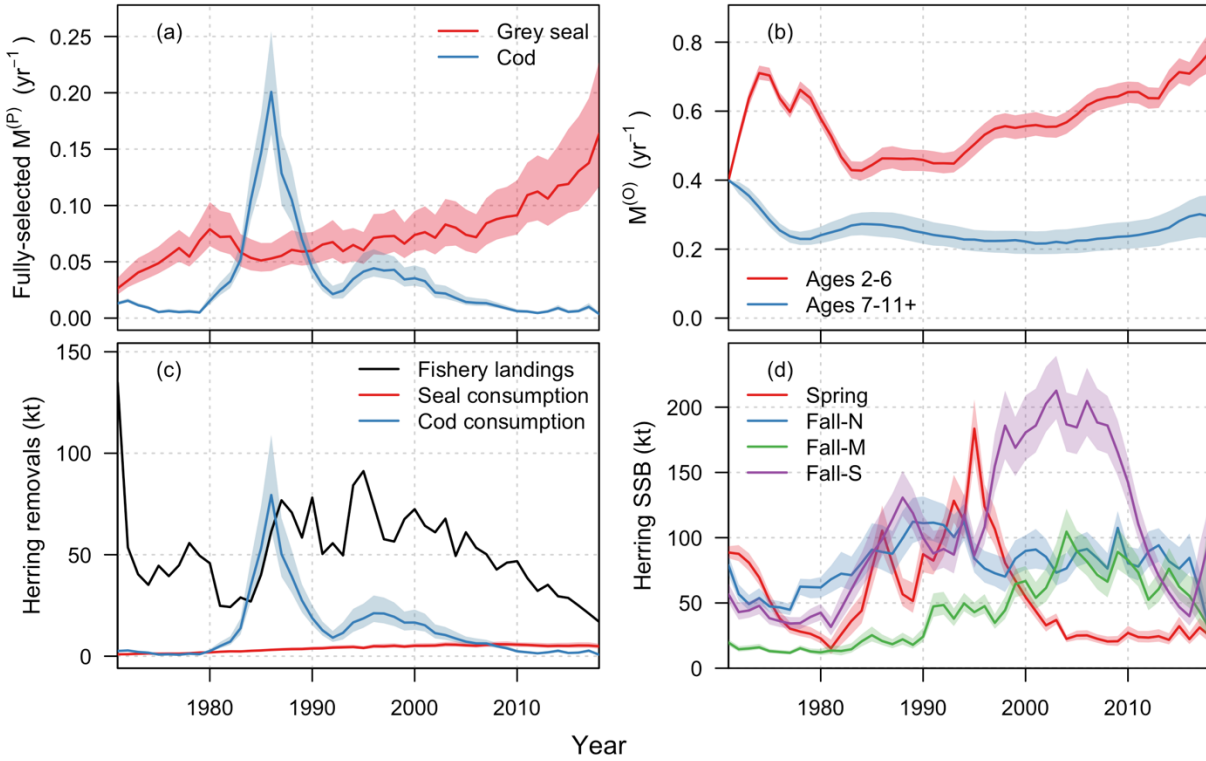 (a)
Grey seal
Cod
Fully-selected M(P) (yr−1)
0.25
0.20
0.15
0.10
0.05
0.00
(b)
Ages 2-6
Ages 7-11+
M(O) (yr−1)
0.8
0.6
0.4
0.2
0.0
(c)
Fishery landings
Seal consumption
Cod consumption
Herring removals (kt)
150
100
50
0
1980 1990 2000 2010
(d)
Spring
Fall-N
Fall-M
Fall-S
Herring SSB (kt)
200
150
100
50
0
1980 1990 2000 2010
Year